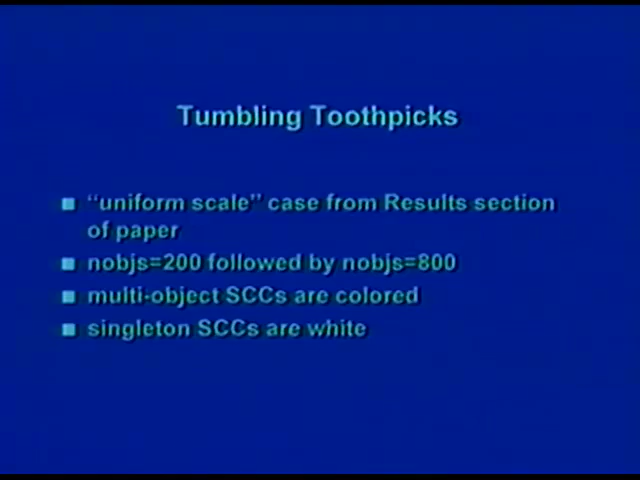 Tumbling Toothpicks
“uniform scale” case from Results section
of paper
nobjs=200 followed by nobjs=800
multi-object SCCs are colored
singleton SCCs are white